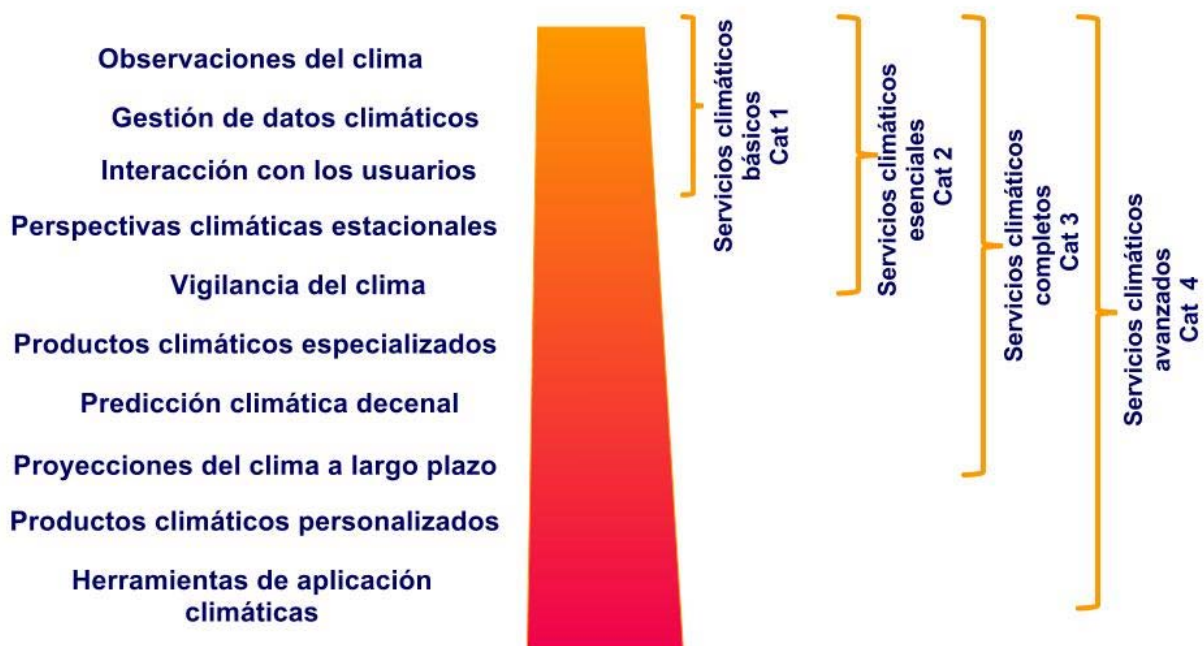 Observaciones del clima
Gestión de datos climáticos
Interacción con los usuarios
Perspectivas climáticas estacionales
Vigilancia del clima
Productos climáticos especializados
Predicción climática decenal
Proyecciones del clima a largo plazo
Productos climáticos personalizados
Herramientas de aplicación
climáticas
Servicios climáticos
básicos
Cat 1
Servicios climáticos
esenciales
Cat 2
Servicios climáticos
completos
Cat 3
Servicios climáticos
avanzados
Cat 4